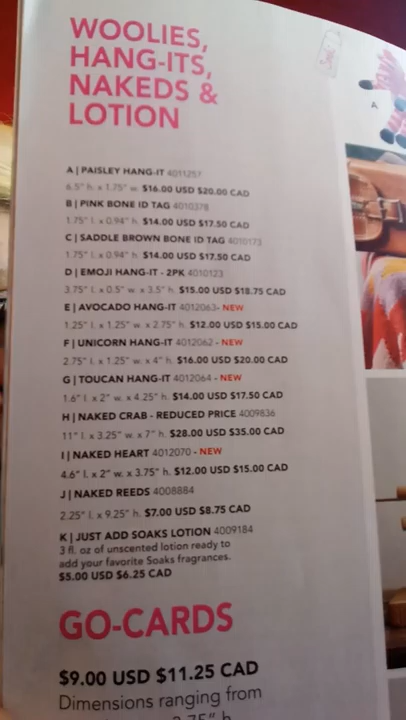 WOOLIES,
HANG-ITS,
NAKEDS &
LOTION
A | PAISLEY HANG-IT 4011257
6.5" h. x 1.75" w. $16.00 USD $20.00 CAD
B | PINK BONE ID TAG 4010378
1.75" l. x 0.94" h. $14.00 USD $17.50 CAD
C | SADDLE BROWN BONE ID TAG 4010173
1.75" l. x 0.94" h. $14.00 USD $17.50 CAD
D | EMOJI HANG-IT - 2PK 4010123
3.75" l. x 0.5" w. x 3.5" h. $15.00 USD $18.75 CAD
E | AVOCADO HANG-IT 4012063- NEW
1.25" l. x 1.25" w. x 2.75" h. $12.00 USD $15.00 CAD
F | UNICORN HANG-IT 4012062 - NEW
2.75" l. x 1.25" w. x 4" h. $16.00 USD $20.00 CAD
G | TOUCAN HANG-IT 4012064 - NEW
1.6" l. x 2" w. x 4.25" h. $14.00 USD $17.50 CAD
H | NAKED CRAB - REDUCED PRICE 4009836
11" l. x 3.25" w. x 7" h. $28.00 USD $35.00 CAD
I | NAKED HEART 4012070 - NEW
4.6" l. x 2" w. x 3.75" h. $12.00 USD $15.00 CAD
J | NAKED REEDS 4008884
2.25" l. x 9.25" h. $7.00 USD $8.75 CAD
K | JUST ADD SOAKS LOTION 4009184
3 fl. oz of unscented lotion ready to
add your favorite Soaks fragrances.
$5.00 USD $6.25 CAD
GO-CARDS
$9.00 USD $11.25 CAD
Dimensions ranging from
A